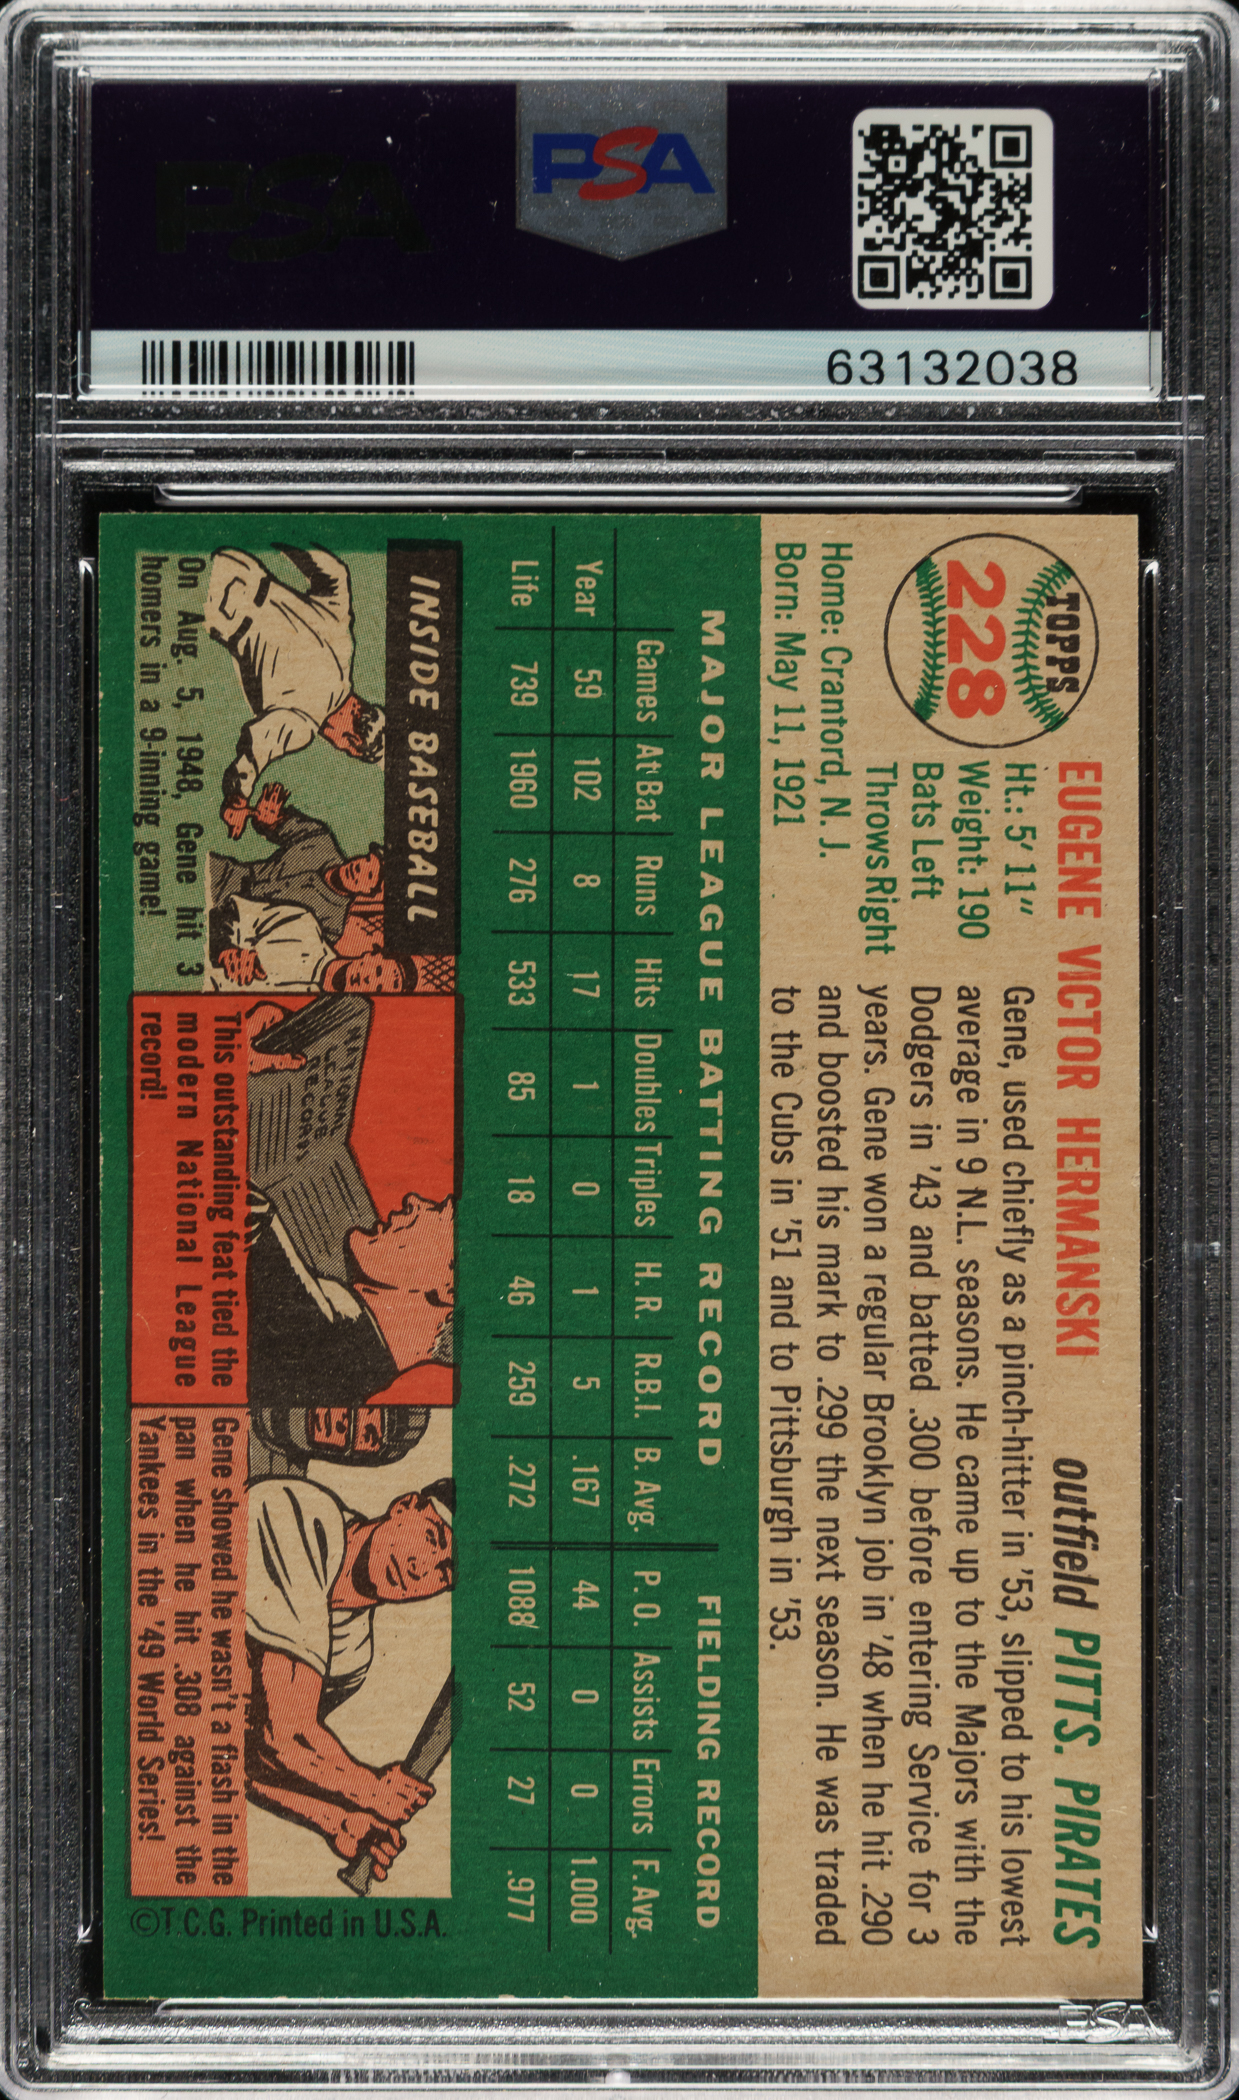 PSA
PSA
63132038
TOPPS
228
EUGENE VICTOR HERMANSKI outfield PITTS. PIRATES
Ht.: 5' 11"
Weight: 190
Bats Left
Throws Right
Home: Cranford, N. J.
Born: May 11, 1921
Gene, used chiefly as a pinch-hitter in '53, slipped to his lowest
average in 9 N.L. seasons. He came up to the Majors with the
Dodgers in '43 and batted .300 before entering Service for 3
years. Gene won a regular Brooklyn job in '48 when he hit .290
and boosted his mark to .299 the next season. He was traded
to the Cubs in '51 and to Pittsburgh in '53.
MAJOR LEAGUE BATTING RECORD FIELDING RECORD
Games At Bat Runs Hits Doubles Triples H. R. R.B.I. B. Avg. P. O. Assists Errors F. Avg.
Year 59 102 8 17 1 0 1 5 .167 44 0 0 1.000
Life 739 1960 276 533 85 18 46 259 .272 1088 52 27 .977
INSIDE BASEBALL
On Aug. 5, 1948, Gene hit 3
homers in a 9-inning game!
NATIONAL
LEAGUE
RECORDS
This outstanding feat tied the
modern National League
record!
Gene showed he wasn't a flash in the
pan when he hit .308 against the
Yankees in the '49 World Series!
©T.C.G. Printed in U.S.A.
PSA